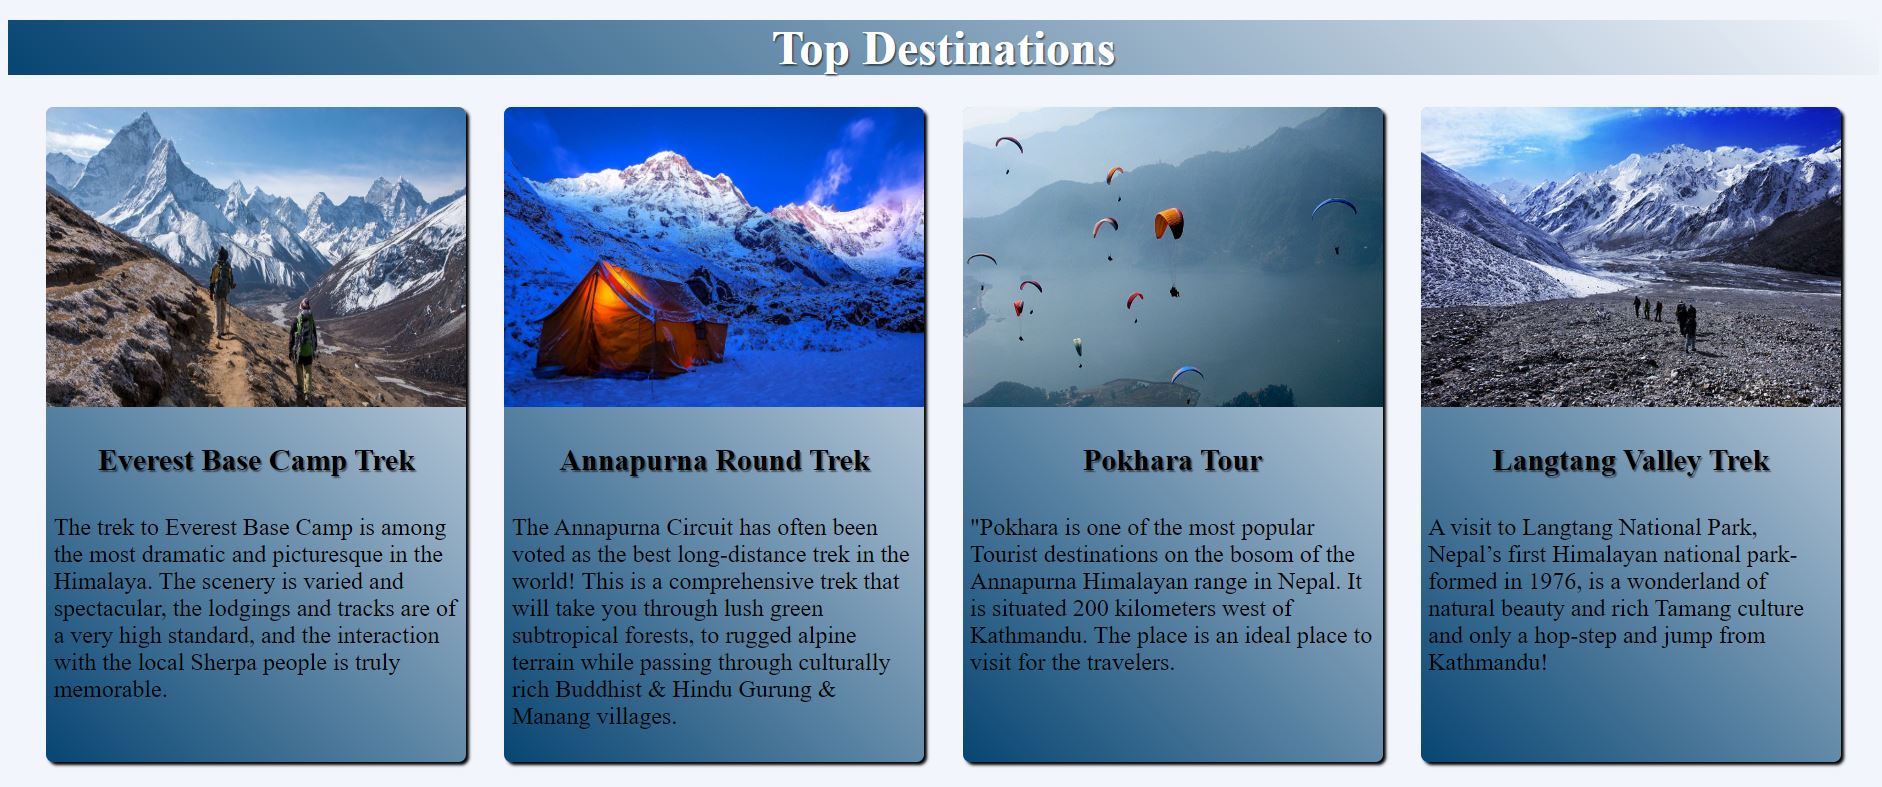 Top Destinations
Everest Base Camp Trek
The trek to Everest Base Camp is among
the most dramatic and picturesque in the
Himalaya. The scenery is varied and
spectacular, the lodgings and tracks are of
a very high standard, and the interaction
with the local Sherpa people is truly
memorable.
Annapurna Round Trek
The Annapurna Circuit has often been
voted as the best long-distance trek in the
world! This is a comprehensive trek that
will take you through lush green
subtropical forests, to rugged alpine
terrain while passing through culturally
rich Buddhist & Hindu Gurung &
Manang villages.
Pokhara Tour
"Pokhara is one of the most popular
Tourist destinations on the bosom of the
Annapurna Himalayan range in Nepal. It
is situated 200 kilometers west of
Kathmandu. The place is an ideal place to
visit for the travelers.
Langtang Valley Trek
A visit to Langtang National Park,
Nepal’s first Himalayan national park-
formed in 1976, is a wonderland of
natural beauty and rich Tamang culture
and only a hop-step and jump from
Kathmandu!